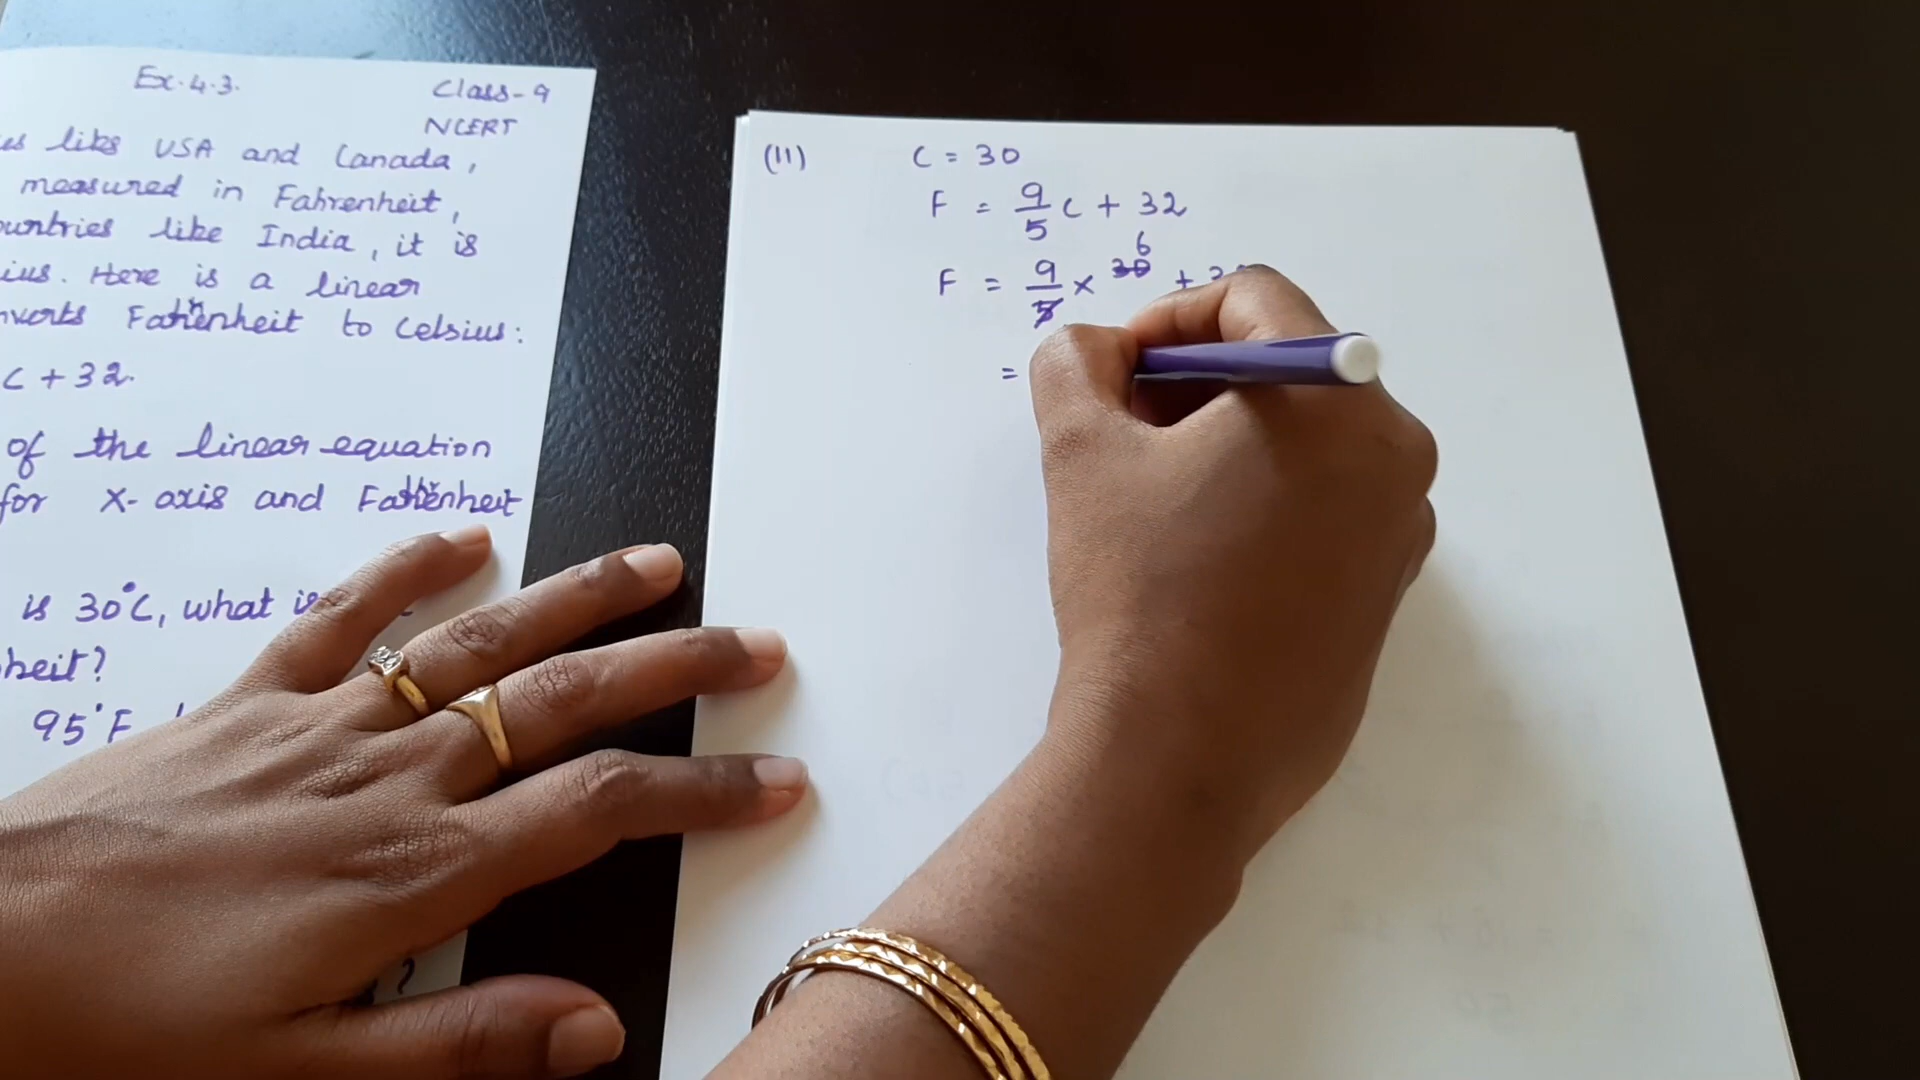 Ex. 4.3.
Class-9
NCERT
like USA and Canada,
measured in Fahrenheit,
like India, it is
Here is a linear
Fahrenheit to Celsius:
C + 32.
of the linear equation
for X-axis and Fahrenheit
is 30°C, what is
heit?
95°F
?
(II) C = 30
F = 9/5 C + 32
6
F = 9/5 × 30 +
=